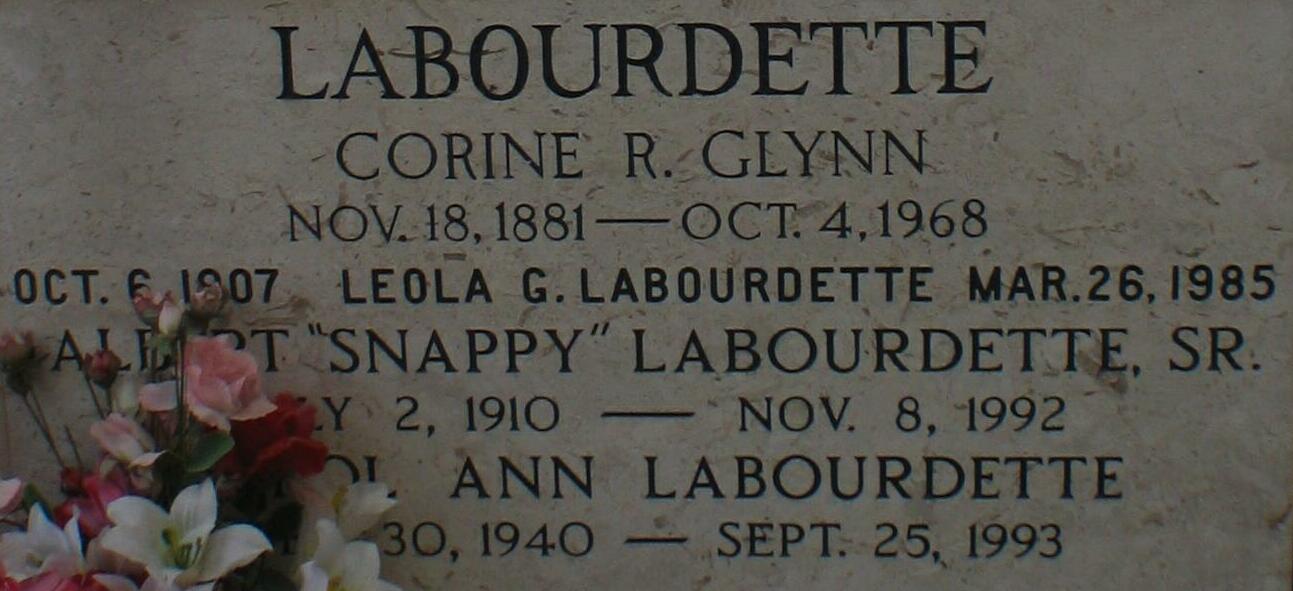 LABOURDETTE
CORINE R. GLYNN
NOV. 18, 1881 — OCT. 4, 1968
OCT. 6, 1907 LEOLA G. LABOURDETTE MAR. 26, 1985
ALBERT "SNAPPY" LABOURDETTE, SR.
2, 1910 — NOV. 8, 1992
ANN LABOURDETTE
30, 1940 — SEPT. 25, 1993